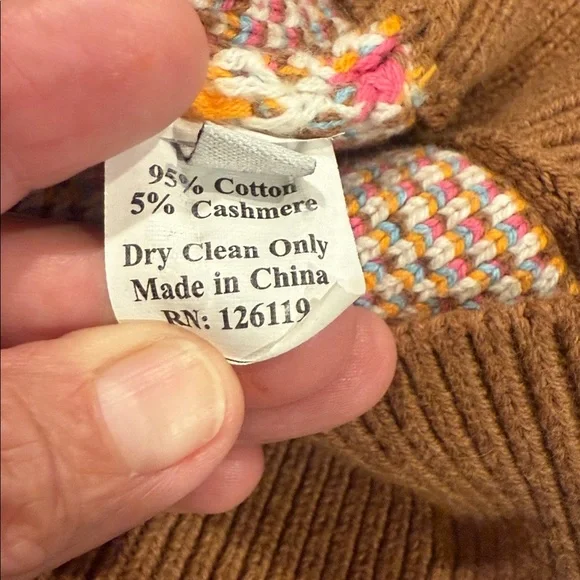 95% Cotton
5% Cashmere
Dry Clean Only
Made in China
RN: 126119